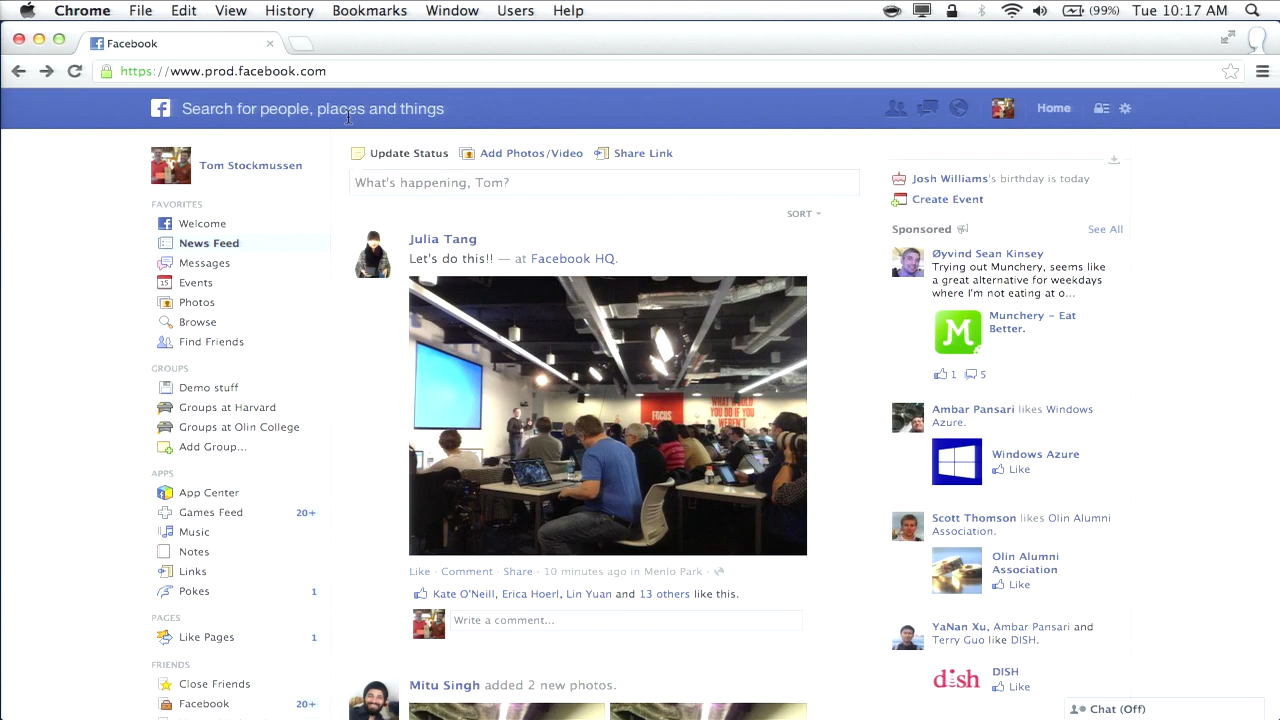 Chrome File Edit View History Bookmarks Window Users Help (99%) Tue 10:17 AM
Facebook
https://www.prod.facebook.com
Search for people, places and things
Home
Tom Stockmussen
FAVORITES
Welcome
News Feed
Messages
Events
Photos
Browse
Find Friends
GROUPS
Demo stuff
Groups at Harvard
Groups at Olin College
Add Group...
APPS
App Center
Games Feed 20+
Music
Notes
Links
Pokes 1
PAGES
Like Pages 1
FRIENDS
Close Friends
Facebook 20+
Update Status Add Photos/Video Share Link
What's happening, Tom?
SORT
Julia Tang
Let's do this!! — at Facebook HQ.
FOCUS
WHAT WOULD
YOU DO IF YOU
WEREN'T
Like · Comment · Share · 10 minutes ago in Menlo Park ·
Kate O'Neill, Erica Hoerl, Lin Yuan and 13 others like this.
Write a comment...
Mitu Singh added 2 new photos.
Josh Williams's birthday is today
Create Event
Sponsored See All
Øyvind Sean Kinsey
Trying out Munchery, seems like
a great alternative for weekdays
where I'm not eating at o...
M
Munchery - Eat
Better.
1 5
Ambar Pansari likes Windows
Azure.
Windows Azure
Like
Scott Thomson likes Olin Alumni
Association.
Olin Alumni
Association
Like
YaNan Xu, Ambar Pansari and
Terry Guo like DISH.
dish
DISH
Like
Chat (Off)